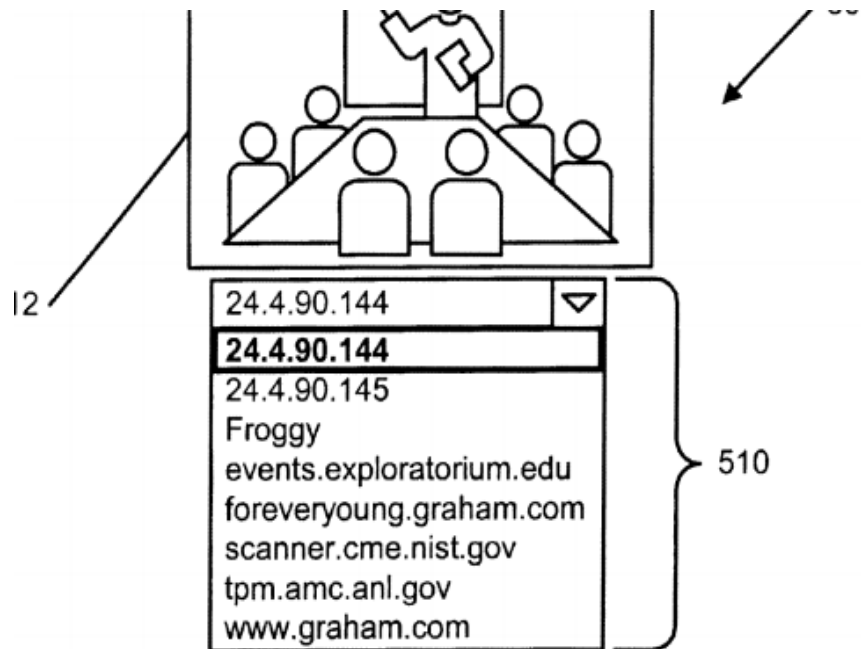 12
24.4.90.144
24.4.90.144
24.4.90.145
Froggy
events.exploratorium.edu
510
foreveryoung.graham.com
scanner.cme.nist.gov
tpm.amc.anl.gov
www.graham.com